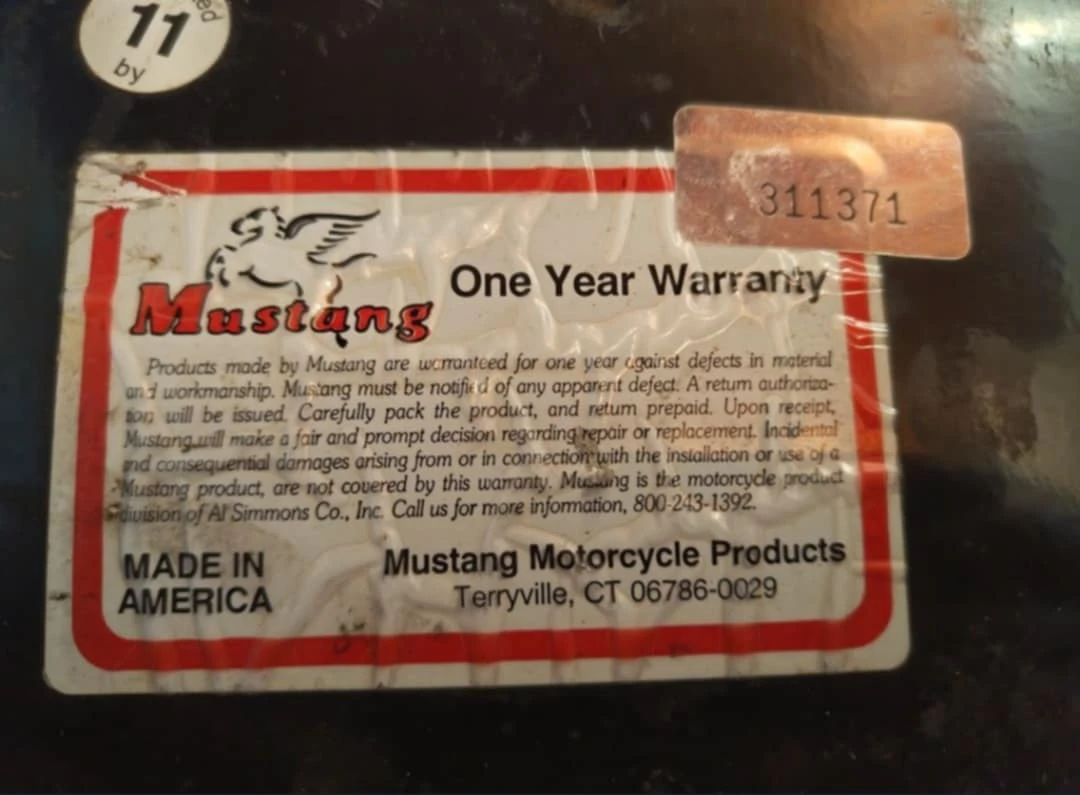 11
by
311371
Mustang
One Year Warranty
Products made by Mustang are warranteed for one year against defects in material
and workmanship. Mustang must be notified of any apparent defect. A return authoriza-
tion will be issued. Carefully pack the product, and return prepaid. Upon receipt,
Mustang will make a fair and prompt decision regarding repair or replacement. Incidental
and consequential damages arising from or in connection with the installation or use of a
Mustang product, are not covered by this warranty. Mustang is the motorcycle product
division of Al Simmons Co., Inc. Call us for more information, 800-243-1392.
MADE IN
AMERICA
Mustang Motorcycle Products
Terryville, CT 06786-0029